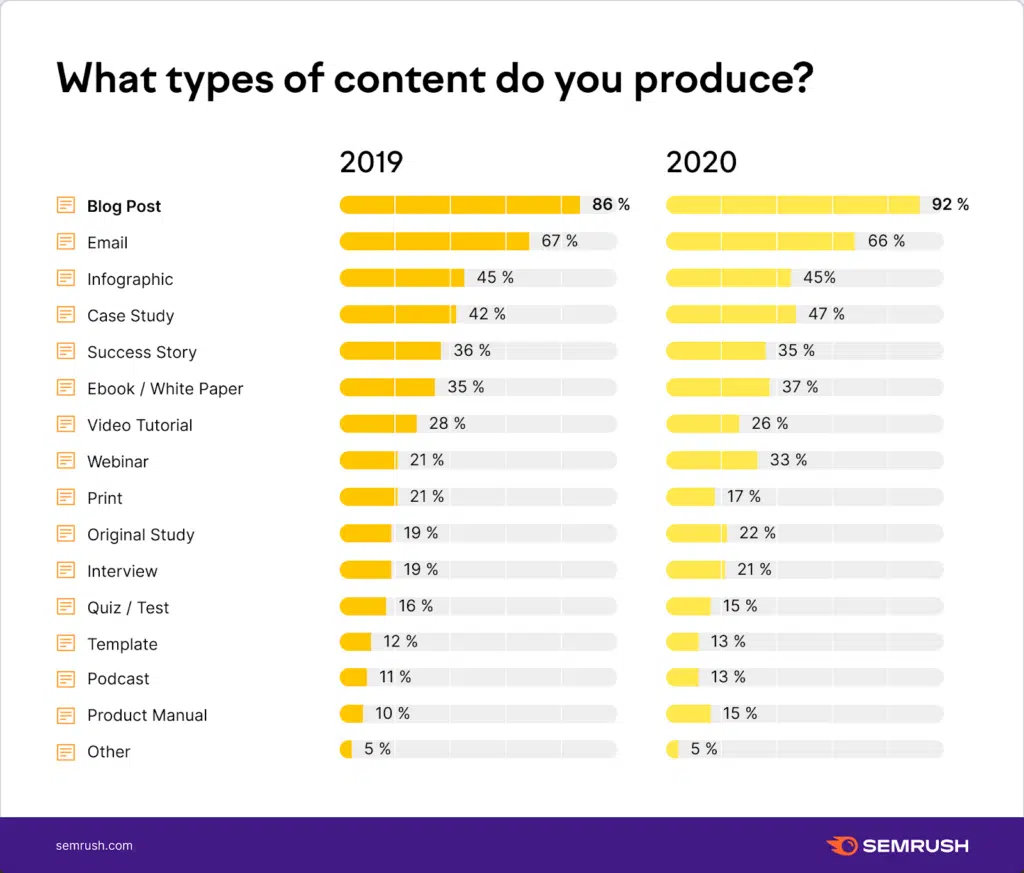 What types of content do you produce?
2019 2020
Blog Post 86 % 92 %
Email 67 % 66 %
Infographic 45 % 45%
Case Study 42 % 47 %
Success Story 36 % 35 %
Ebook / White Paper 35 % 37 %
Video Tutorial 28 % 26 %
Webinar 21 % 33 %
Print 21 % 17 %
Original Study 19 % 22 %
Interview 19 % 21 %
Quiz / Test 16 % 15 %
Template 12 % 13 %
Podcast 11 % 13 %
Product Manual 10 % 15 %
Other 5 % 5 %
semrush.com SEMRUSH